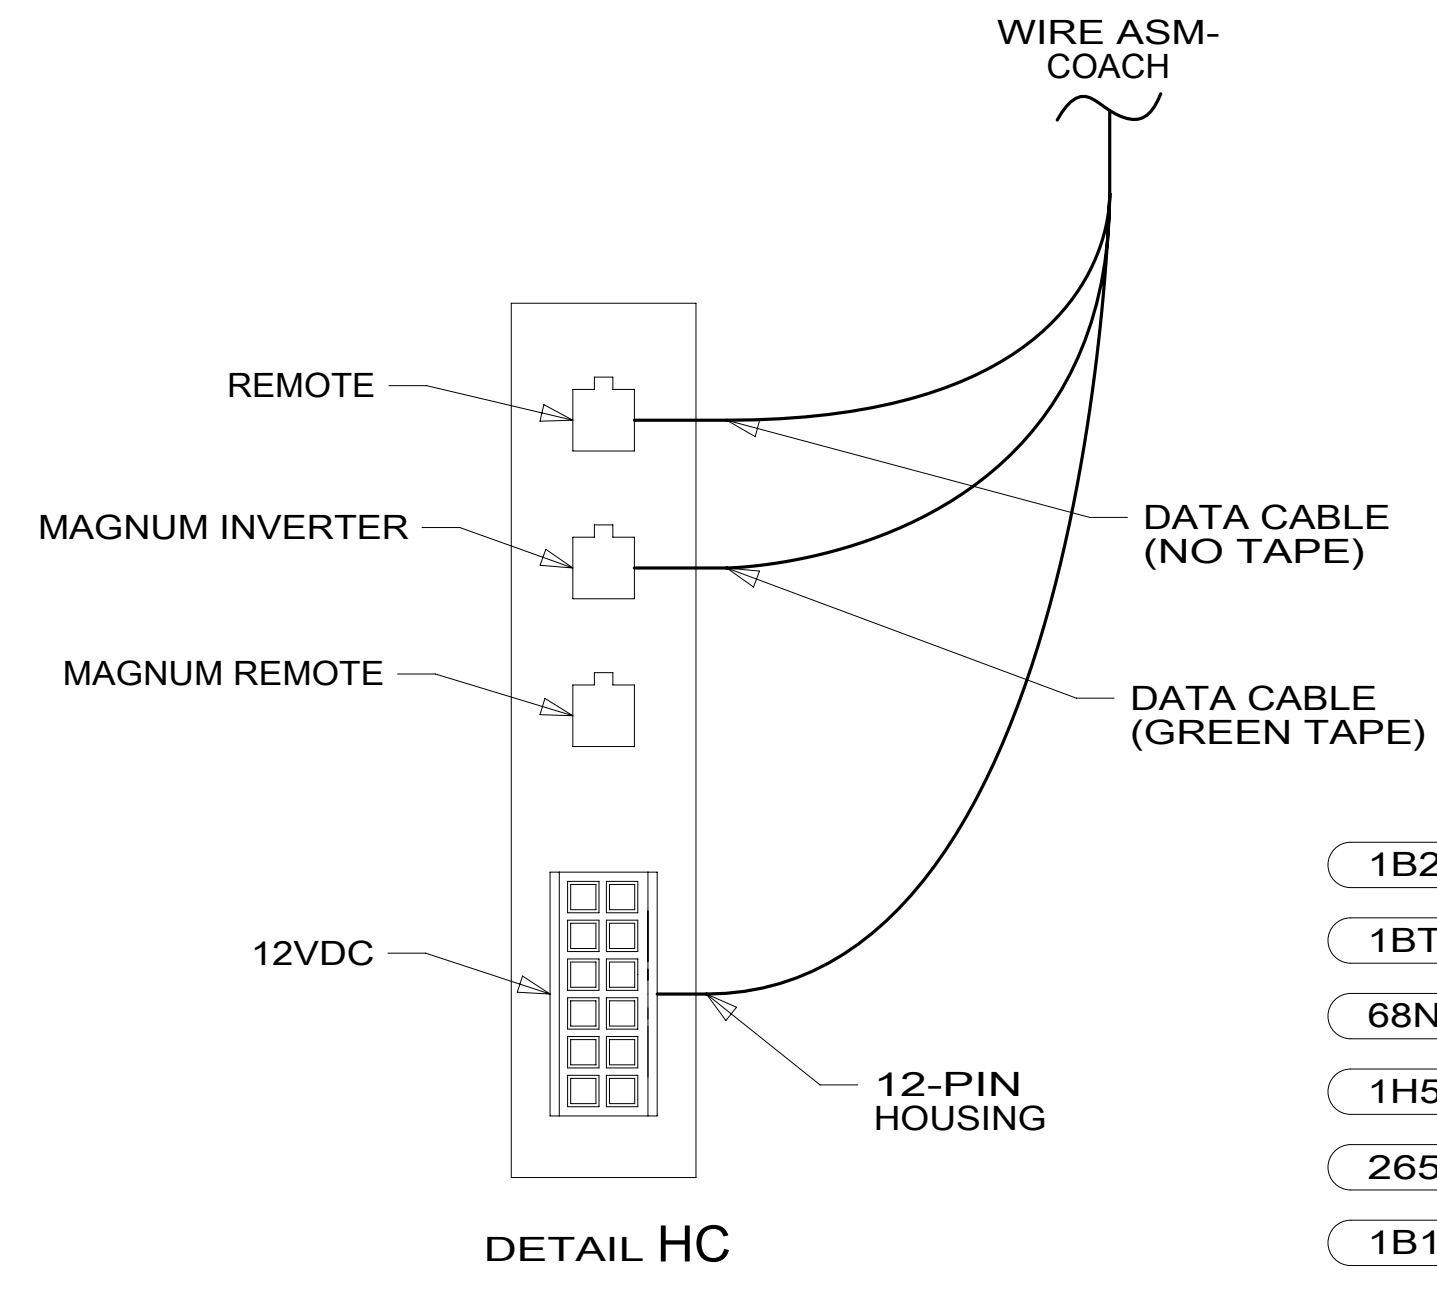 WIRE ASM-
COACH
REMOTE
MAGNUM INVERTER
DATA CABLE
(NO TAPE)
MAGNUM REMOTE
DATA CABLE
(GREEN TAPE)
1B2
1BT
12VDC
68N
12-PIN
HOUSING
1H5
265
1B1
DETAIL HC